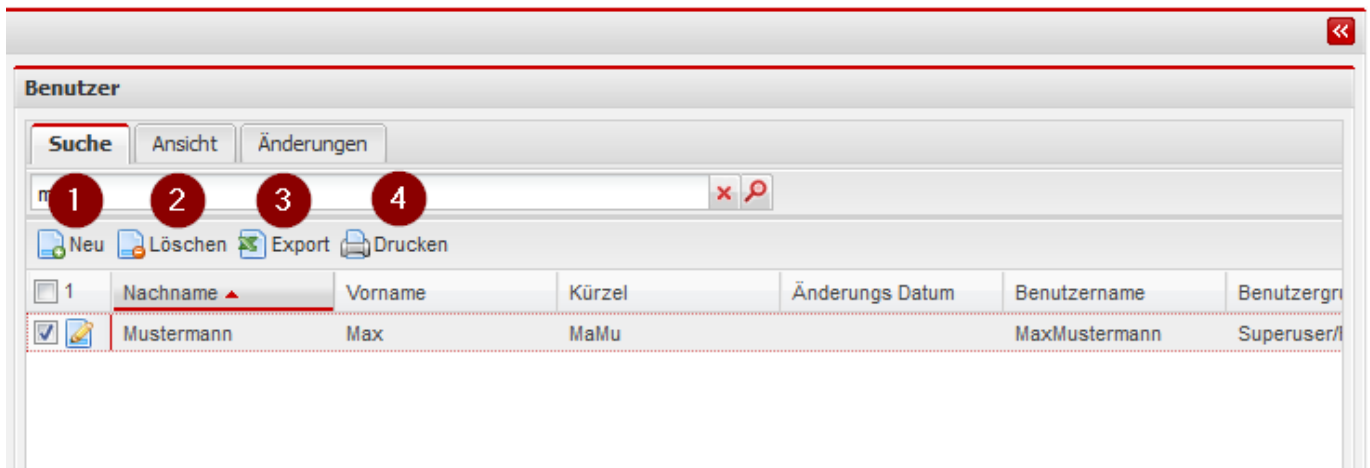 Benutzer
Suche Ansicht Änderungen
1 2 3 4
Neu Löschen Export Drucken
1 Nachname Vorname Kürzel Änderungs Datum Benutzername
Mustermann Max MaMu MaxMustermann